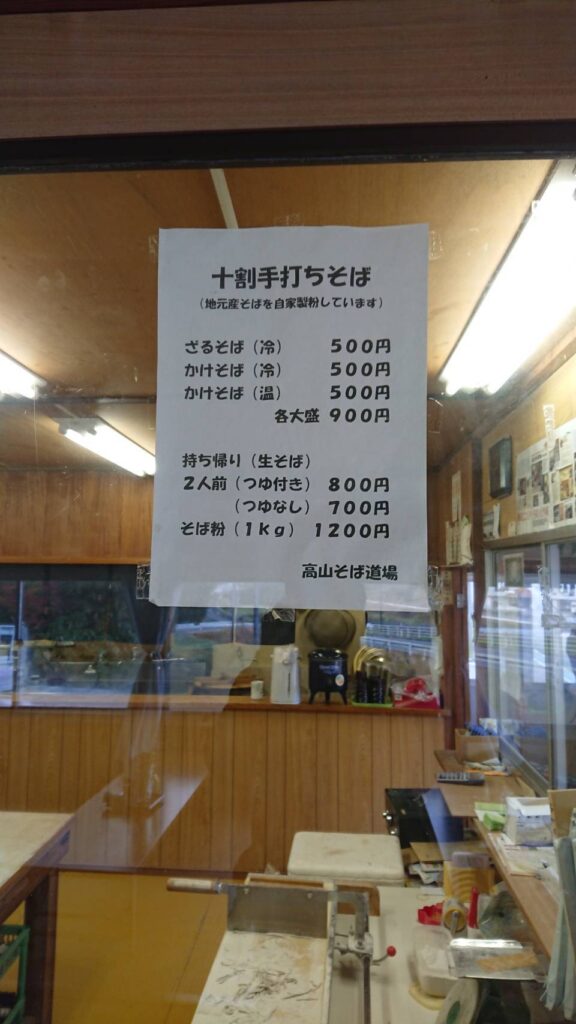 十割手打ちそば
（地元産そばを自家製粉しています）
ざるそば（冷） ５００円
かけそば（冷） ５００円
かけそば（温） ５００円
各大盛 ９００円
持ち帰り（生そば）
２人前（つゆ付き） ８００円
（つゆなし） ７００円
そば粉（１Ｋｇ） １２００円
高山そば道場